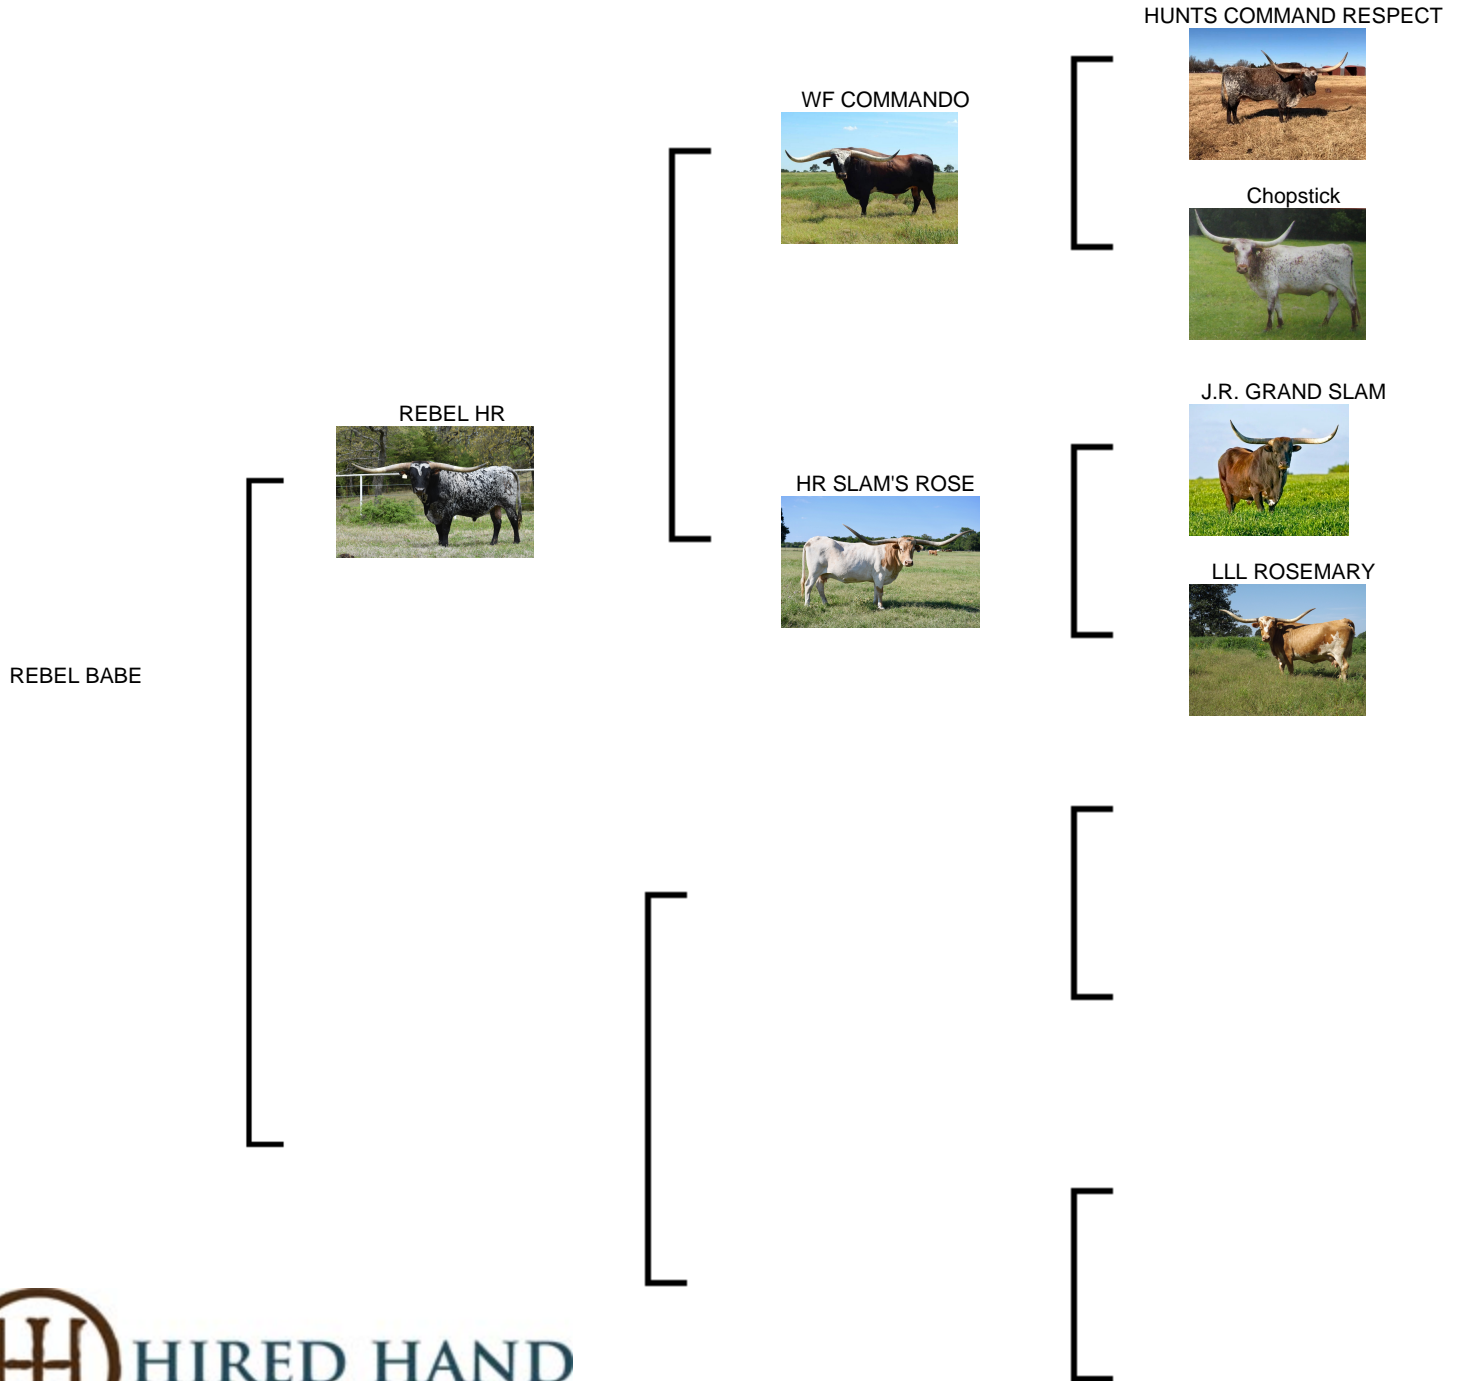 HUNTS COMMAND RESPECT
WF COMMANDO
Chopstick
J.R. GRAND SLAM
REBEL HR
HR SLAM'S ROSE
LLL ROSEMARY
REBEL BABE
HIRED HAND